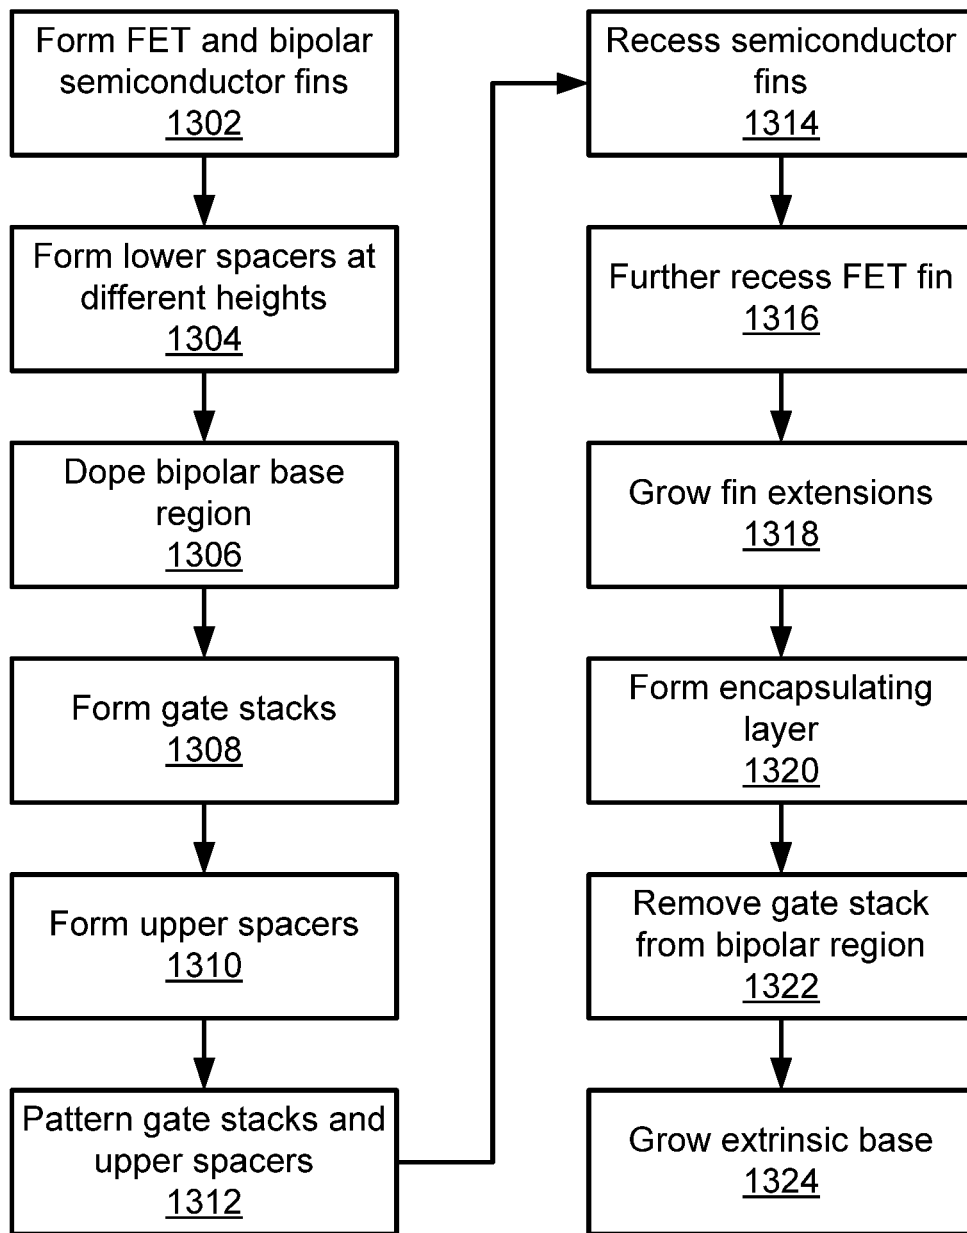 Form FET and bipolar
semiconductor fins
1302
Form lower spacers at
different heights
1304
Dope bipolar base
region
1306
Form gate stacks
1308
Form upper spacers
1310
Pattern gate stacks and
upper spacers
1312
Recess semiconductor
fins
1314
Further recess FET fin
1316
Grow fin extensions
1318
Form encapsulating
layer
1320
Remove gate stack
from bipolar region
1322
Grow extrinsic base
1324